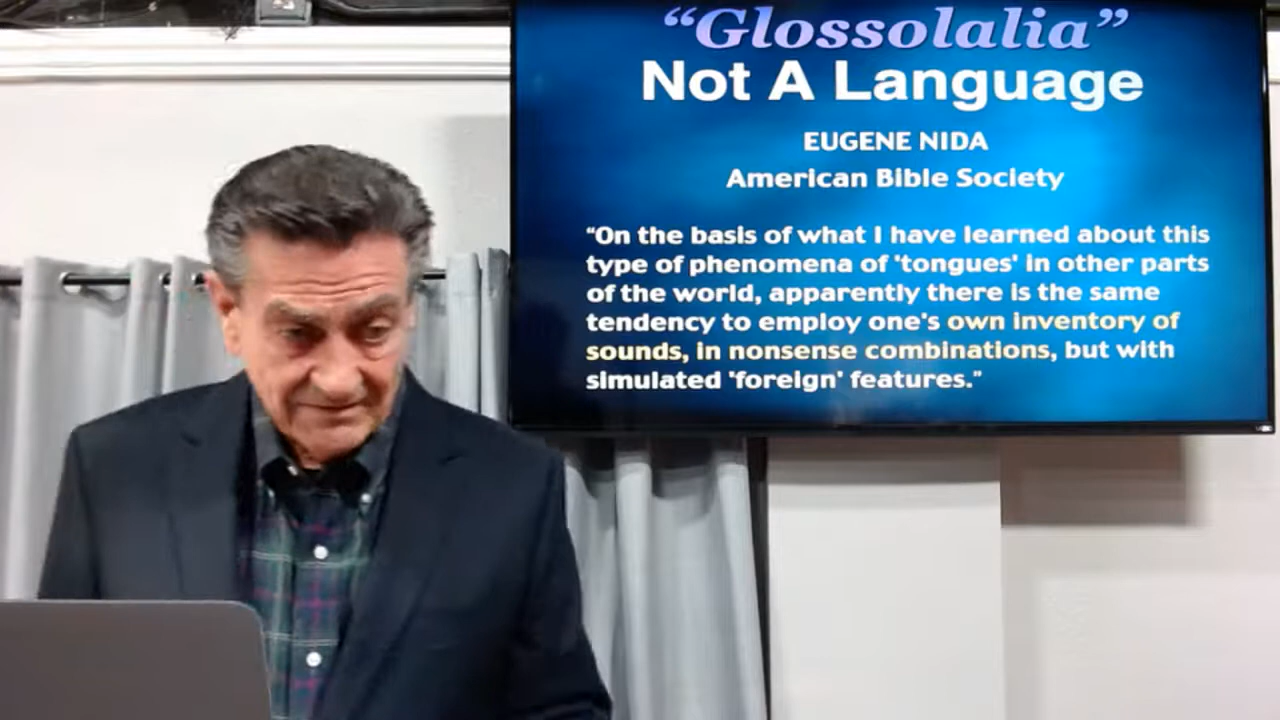 “Glossolalia”
Not A Language
EUGENE NIDA
American Bible Society
“On the basis of what I have learned about this
type of phenomena of 'tongues' in other parts
of the world, apparently there is the same
tendency to employ one's own inventory of
sounds, in nonsense combinations, but with
simulated 'foreign' features.”